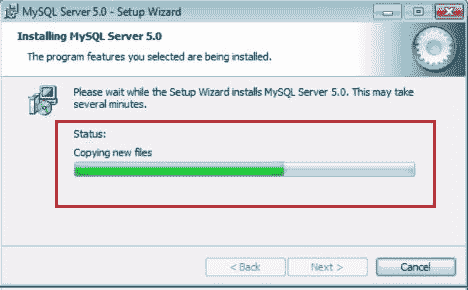 MySQL Server 5.0 - Setup Wizard
Installing MySQL Server 5.0
The program features you selected are being installed.
Please wait while the Setup Wizard installs MySQL Server 5.0. This may take
several minutes.
Status:
Copying new files
< Back Next > Cancel